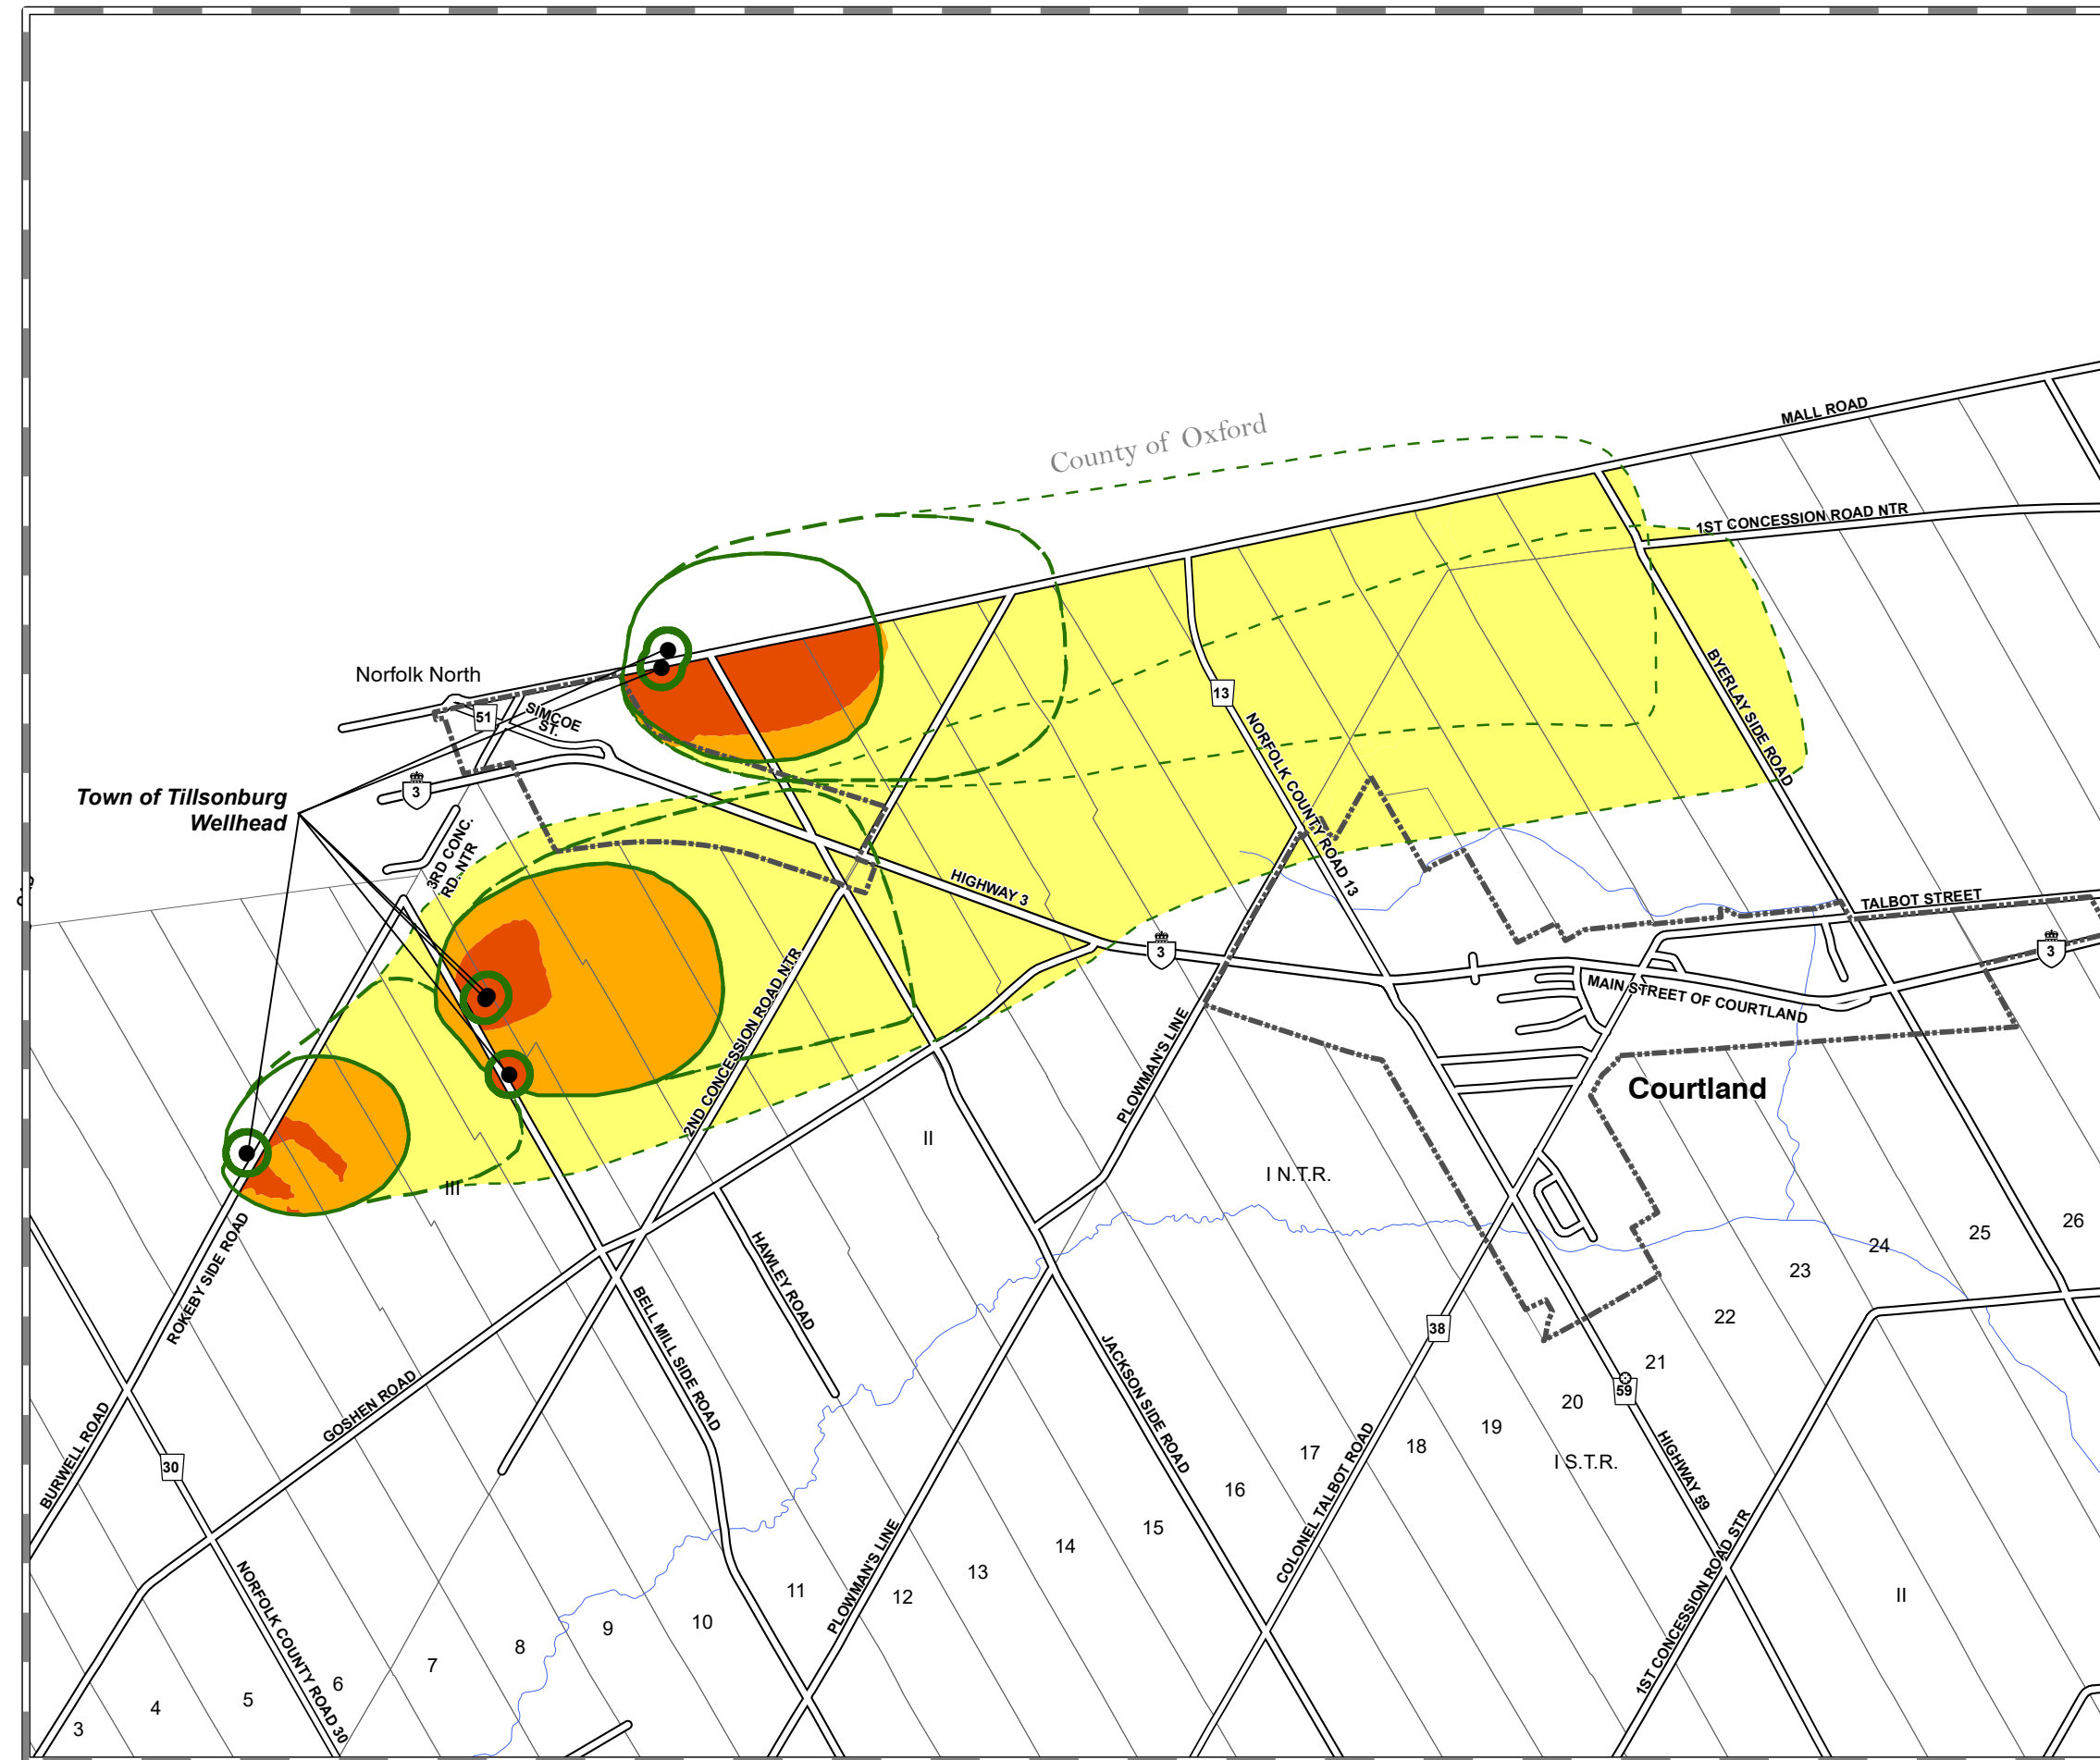 MALL ROAD
County of Oxford
1ST CONCESSION ROAD NTR
Norfolk North
51
SIMCOE
ST.
13
BYERLAY SIDE ROAD
NORFOLK COUNTY ROAD 13
3
Town of Tillsonburg
Wellhead
3RD CONC.
RD. NTR
HIGHWAY 3
TALBOT STREET
3
3
MAIN STREET OF COURTLAND
2ND CONCESSION ROAD NTR
PLOWMAN'S LINE
Courtland
II
I N.T.R.
III
26
25
24
23
22
21
20
19
18
17
16
15
14
13
12
11
10
9
8
7
6
5
4
3
ROKEBY SIDE ROAD
HAWLEY ROAD
BELL MILL SIDE ROAD
38
JACKSON SIDE ROAD
59
GOSHEN ROAD
BURWELL ROAD
30
COLONEL TALBOT ROAD
I S.T.R.
HIGHWAY 59
1ST CONCESSION ROAD STR
PLOWMAN'S LINE
NORFOLK COUNTY ROAD 30
II